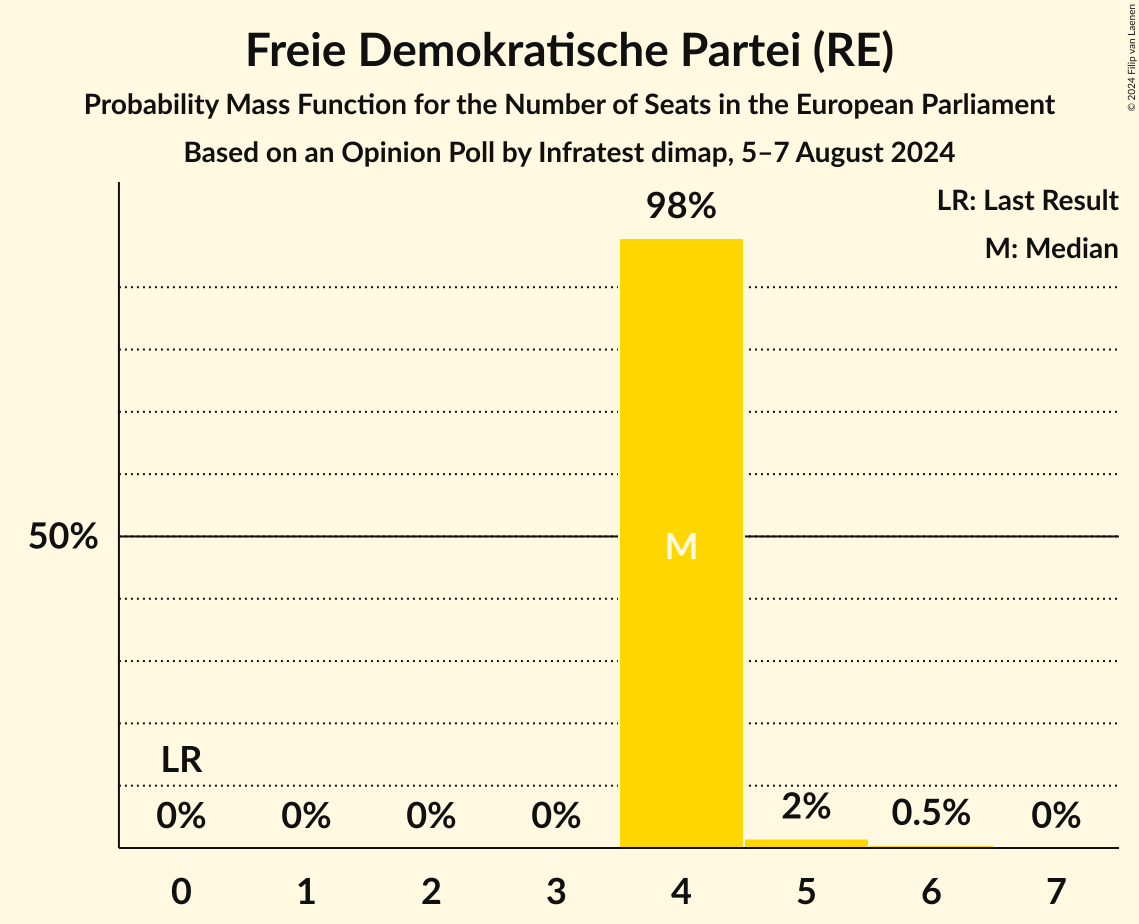 Freie Demokratische Partei (RE)
Probability Mass Function for the Number of Seats in the European Parliament
Based on an Opinion Poll by Infratest dimap, 5–7 August 2024
© 2024 Filip van Laenen
LR: Last Result
M: Median
98%
50%
M
LR
0% 0% 0% 0% 2% 0.5% 0%
0 1 2 3 4 5 6 7